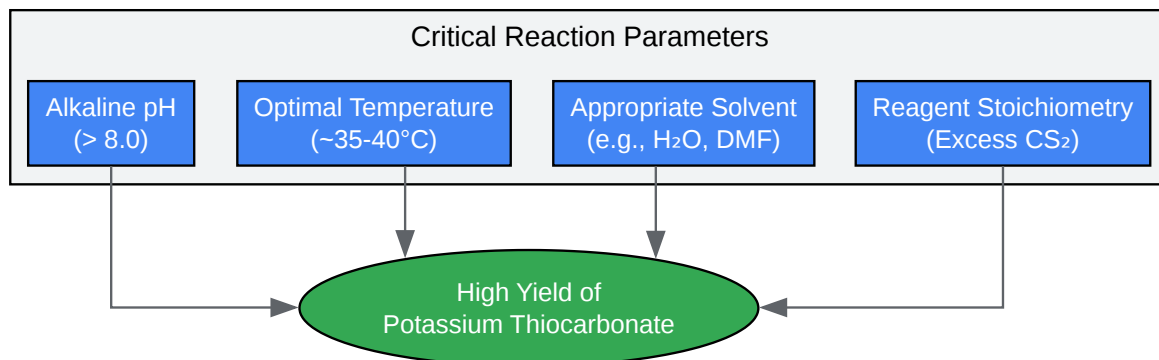 Critical Reaction Parameters
Alkaline pH
(> 8.0)
Optimal Temperature
(~35-40°C)
Appropriate Solvent
(e.g., H₂O, DMF)
Reagent Stoichiometry
(Excess CS₂)
High Yield of
Potassium Thiocarbonate